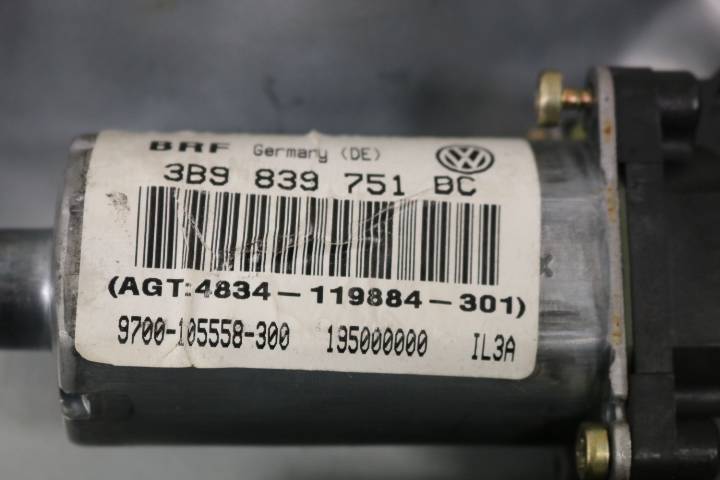 BRF Germany (DE)
3B9 839 751 BC
(AGT:4834-119884-301)
9700-105558-300 195000000 IL3A